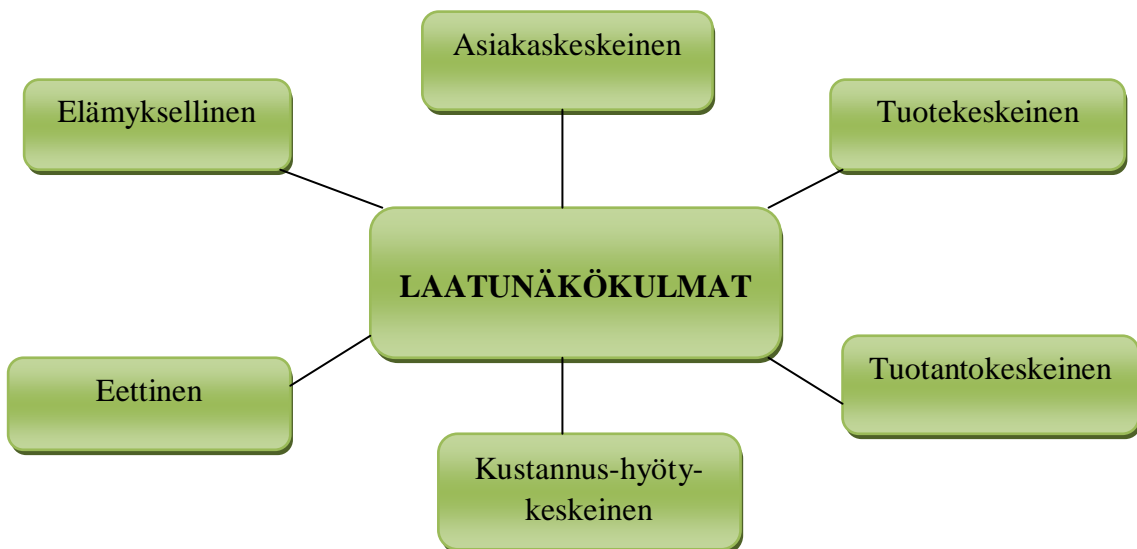 Asiakaskeskeinen
Elämyksellinen
Tuotekeskeinen
LAATUNÄKÖKULMAT
Eettinen
Tuotantokeskeinen
Kustannus-hyöty-
keskeinen